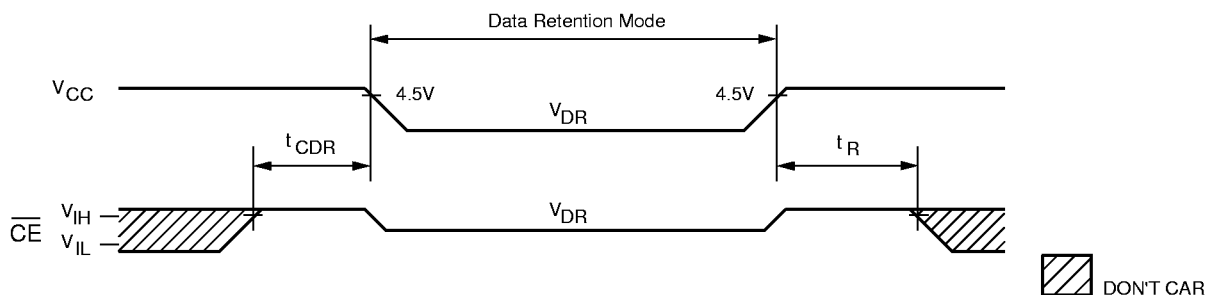 Data Retention Mode
VCC
4.5V
4.5V
VDR
tCDR
tR
VIH
VDR
CE
VIL
DON'T CAR